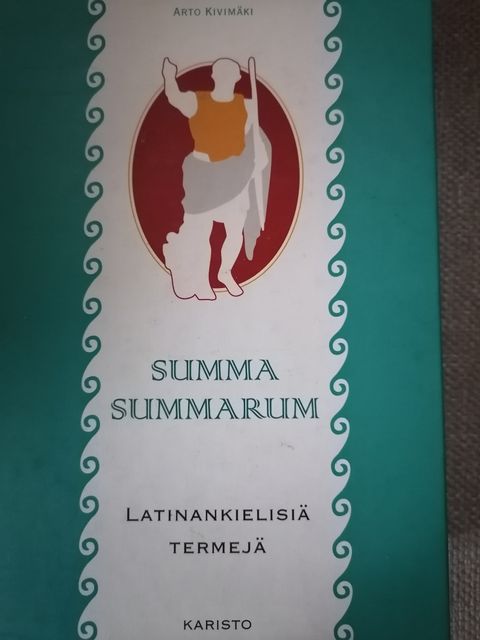 Arto Kivimäki
SUMMA
SUMMARUM
Latinankielisiä
termejä
KARISTO